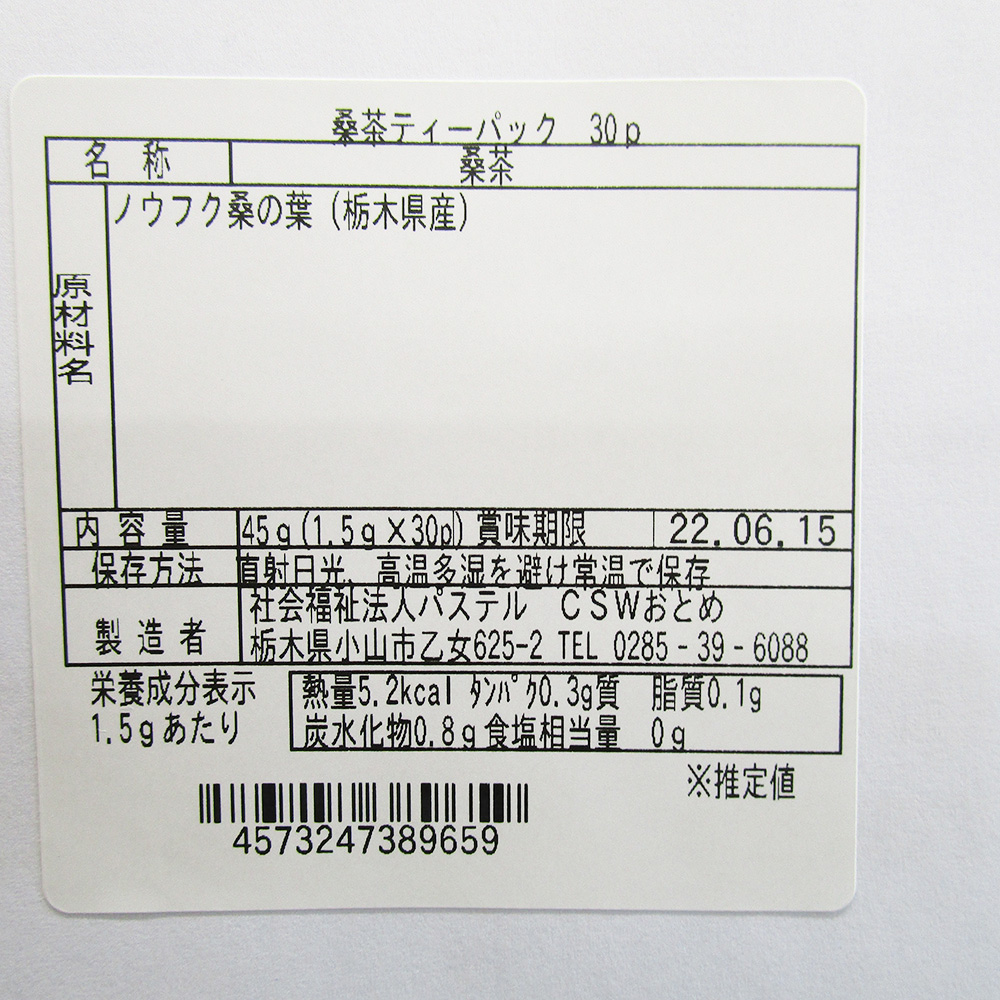 桑茶ティーパック 30p
名称 桑茶
原材料名 ノウフク桑の葉（栃木県産）
内容量 45g(1.5g×30p) 賞味期限 22.06.15
保存方法 直射日光、高温多湿を避け常温で保存
製造者 社会福祉法人パステル CSWおとめ
栃木県小山市乙女625-2 TEL 0285-39-6088
栄養成分表示 熱量5.2kcal ﾀﾝﾊﾟｸ0.3g質 脂質0.1g
1.5gあたり 炭水化物0.8g食塩相当量 0g
※推定値
4573247389659